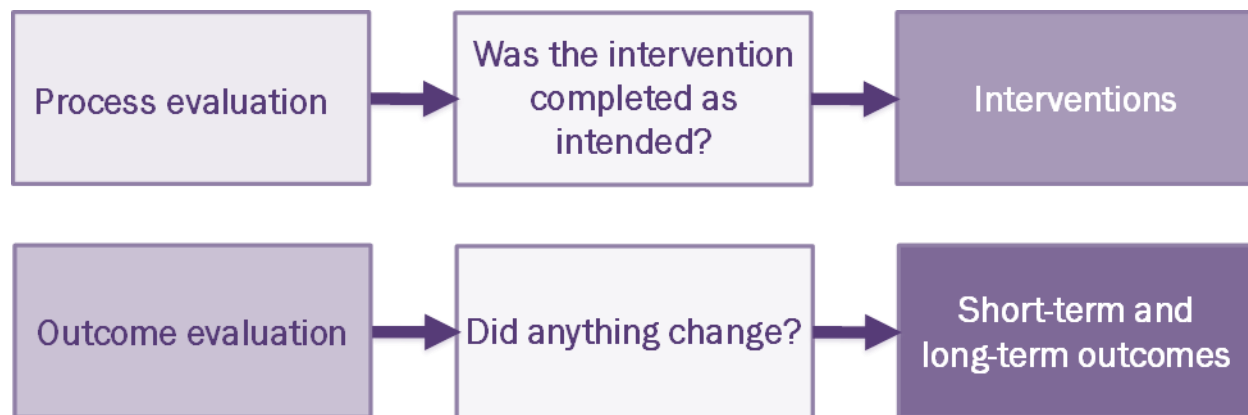 Process evaluation
Was the intervention
completed as
intended?
Interventions
Outcome evaluation
Did anything change?
Short-term and
long-term outcomes